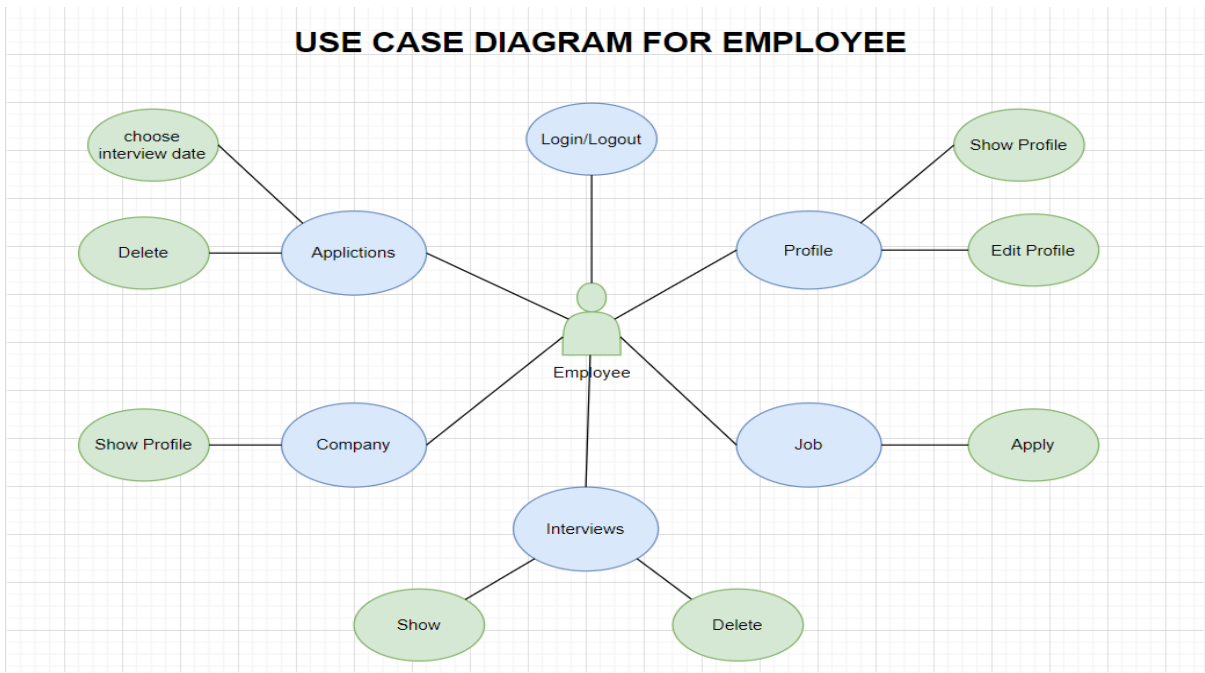 USE CASE DIAGRAM FOR EMPLOYEE
choose
interview date
Login/Logout
Show Profile
Delete
Applictions
Profile
Edit Profile
Employee
Show Profile
Company
Job
Apply
Interviews
Show
Delete